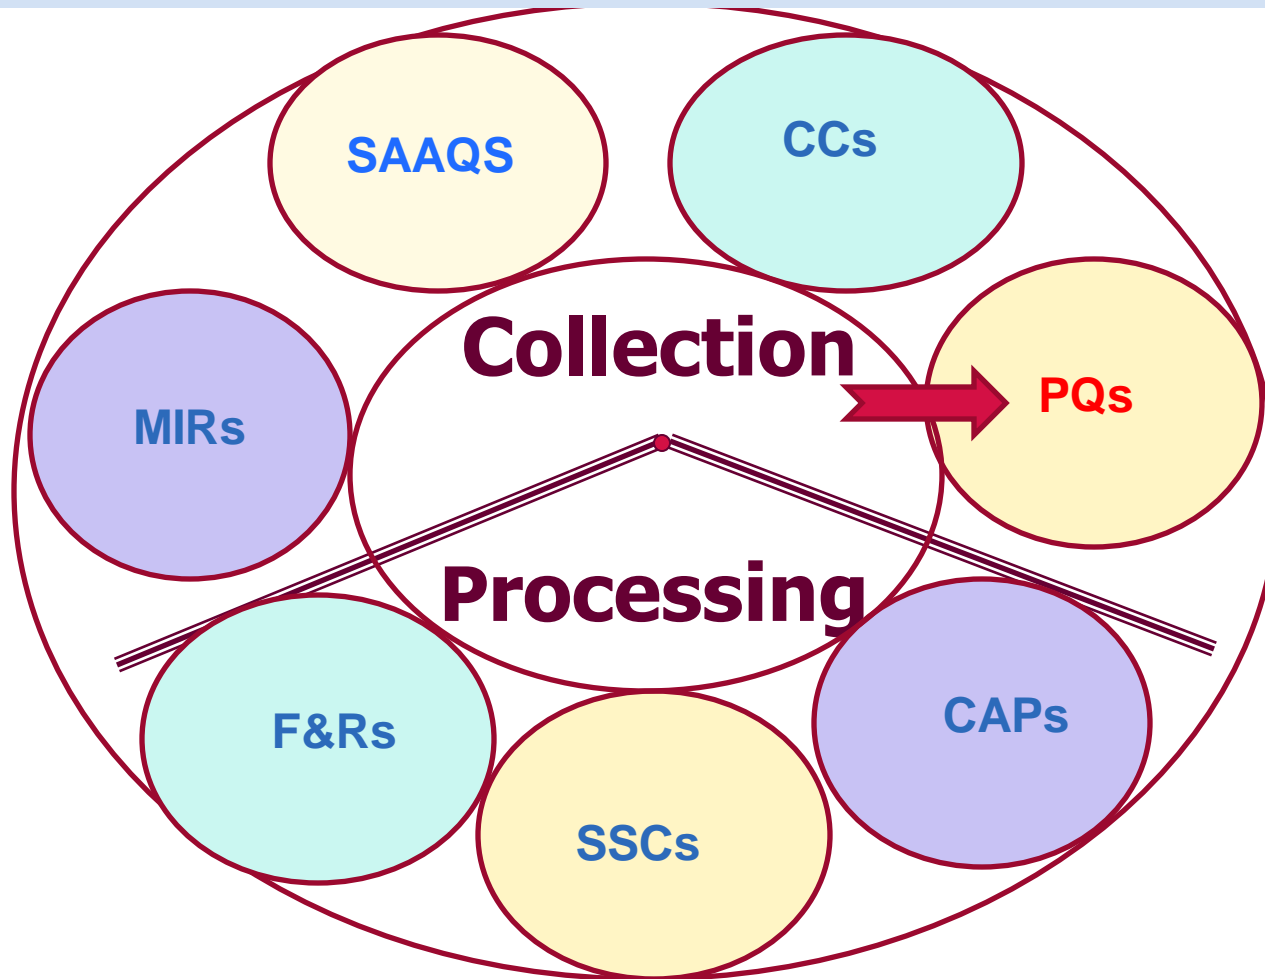 CCs
SAAQS
Collection
PQs
MIRs
Processing
CAPs
F&Rs
SSCs